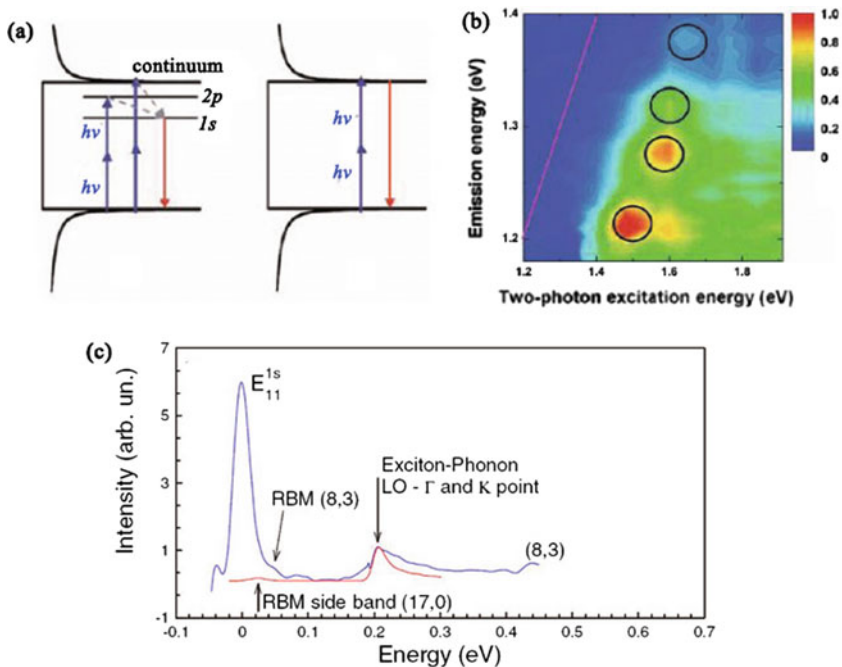 (a)
continuum
2p
1s
hν
hν
hν
hν
(b)
Emission energy (eV)
1.4
1.3
1.2
1.2 1.4 1.6 1.8
Two-photon excitation energy (eV)
1.0
0.8
0.6
0.4
0.2
0
(c)
Intensity (arb. un.)
7
5
3
1
-1
E₁₁¹ˢ
RBM (8,3)
Exciton-Phonon
LO - Γ and K point
(8,3)
RBM side band (17,0)
-0.1 0 0.1 0.2 0.3 0.4 0.5 0.6 0.7
Energy (eV)